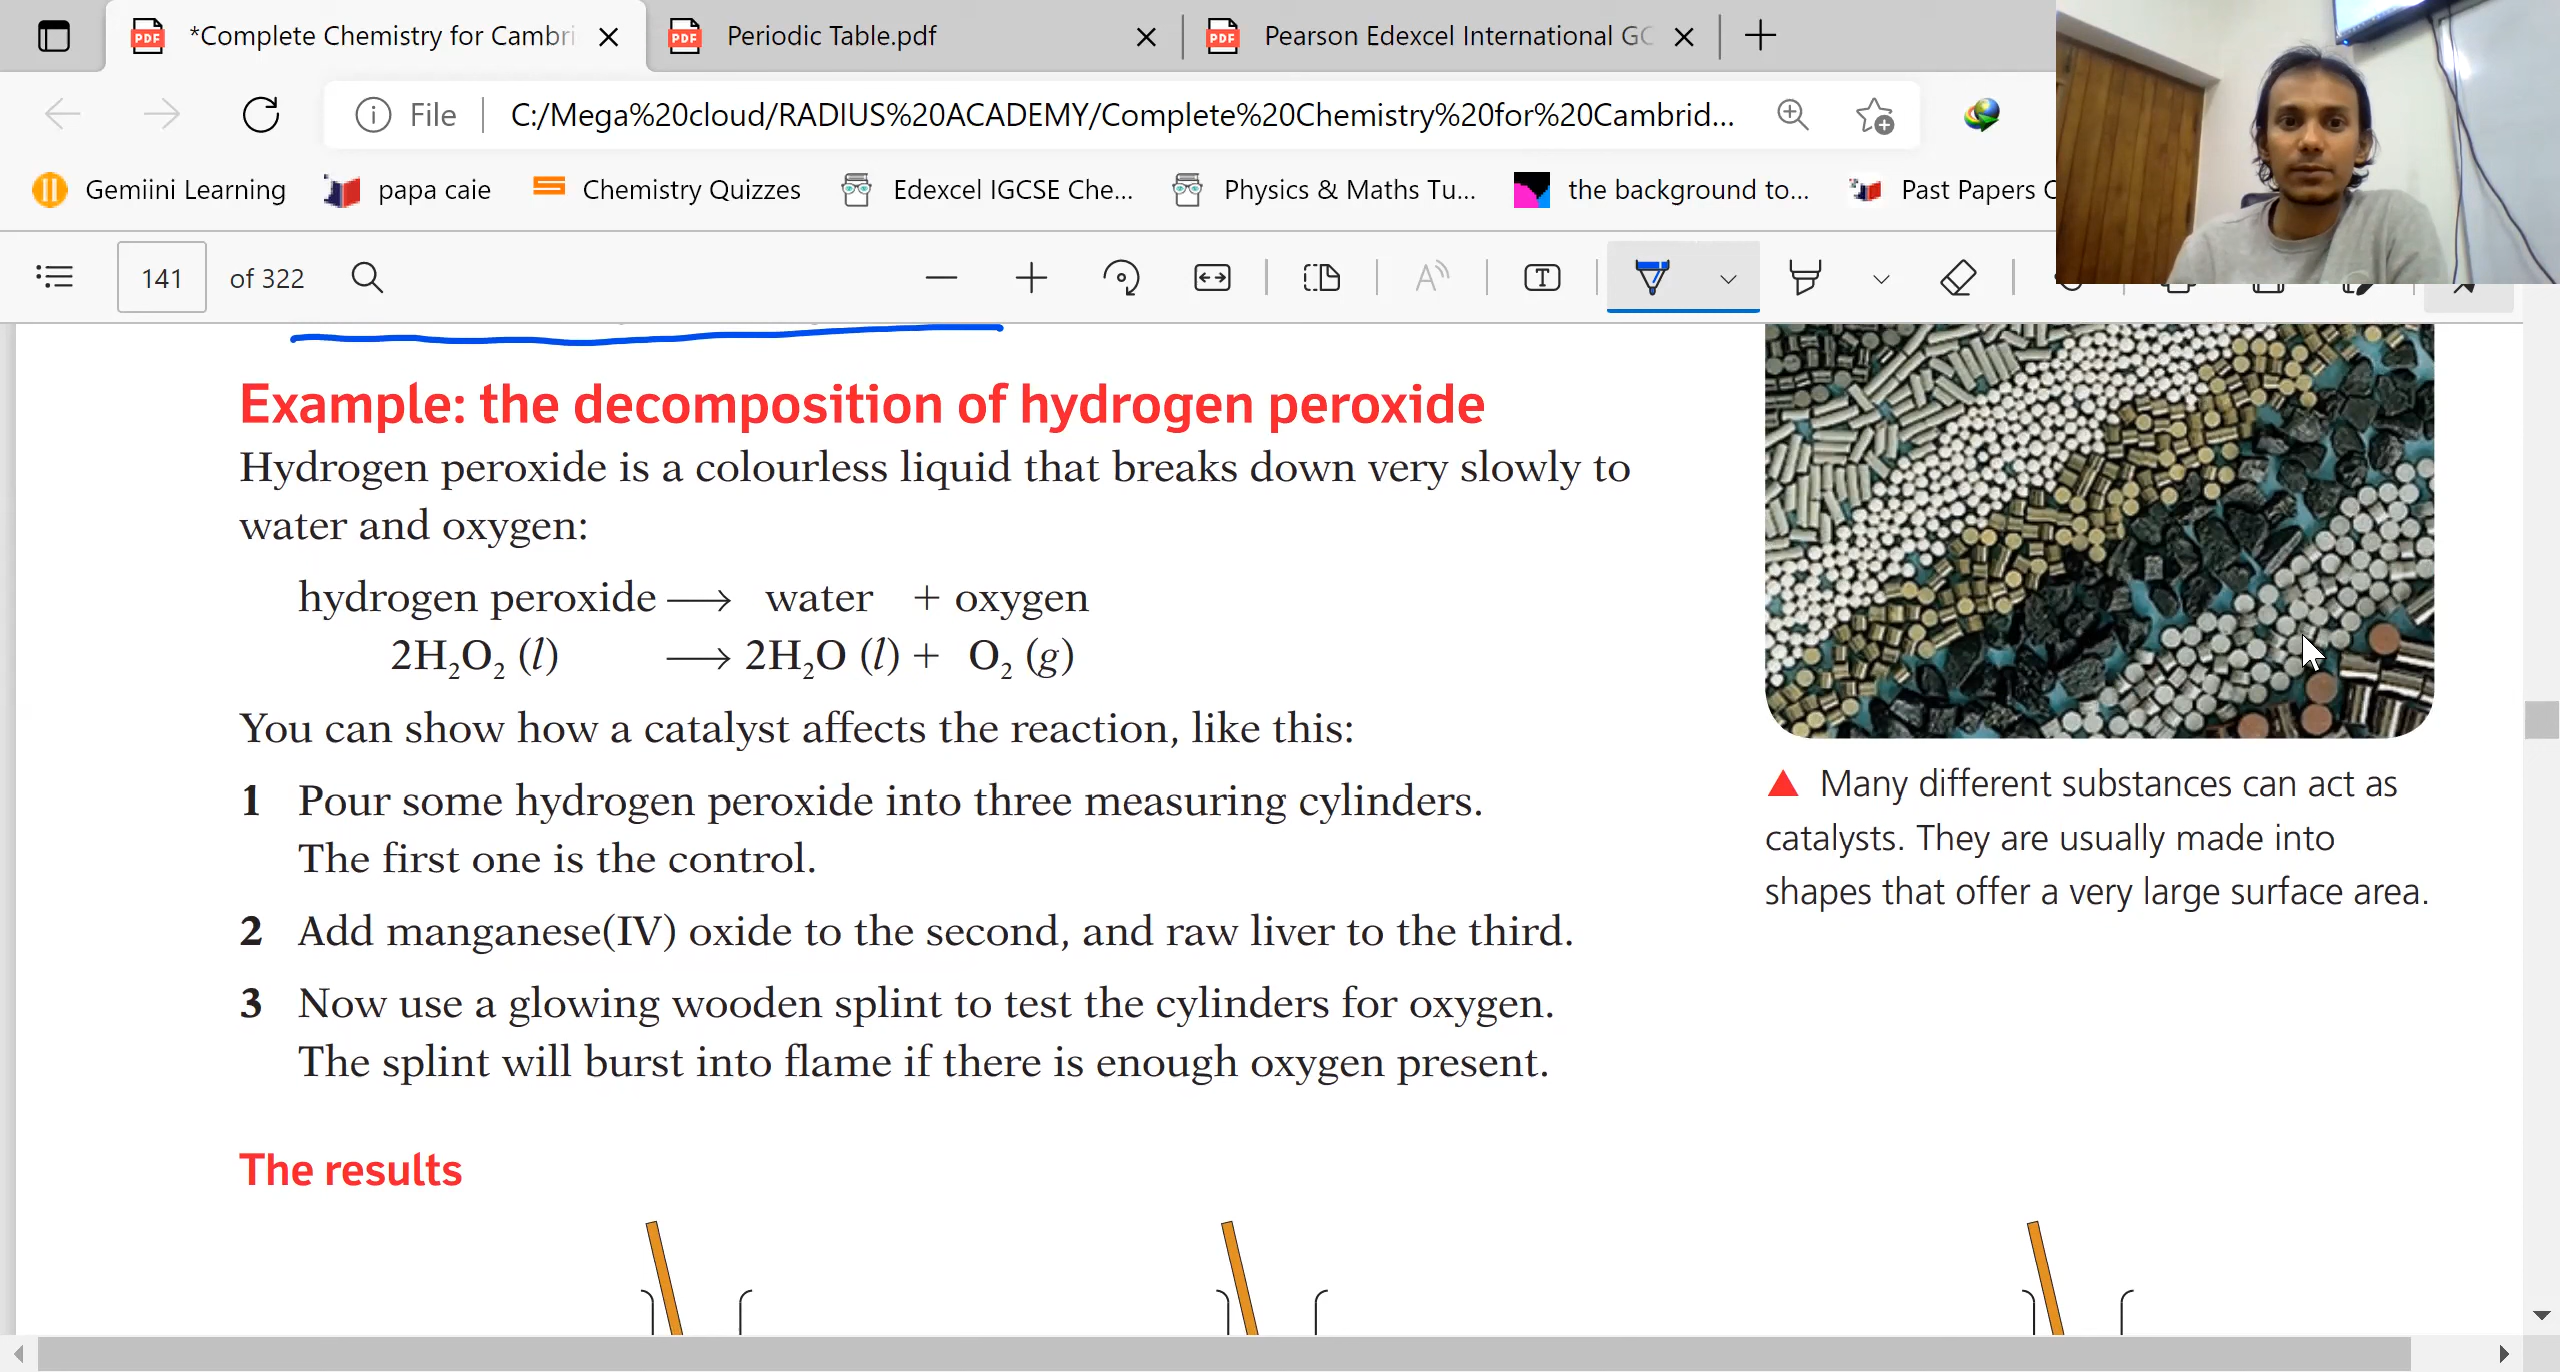 *Complete Chemistry for Cambri
Periodic Table.pdf
Pearson Edexcel International GC
File
C:/Mega%20cloud/RADIUS%20ACADEMY/Complete%20Chemistry%20for%20Cambrid...
Gemiini Learning
papa caie
Chemistry Quizzes
Edexcel IGCSE Che...
Physics & Maths Tu...
the background to...
Past Papers
141 of 322
Example: the decomposition of hydrogen peroxide
Hydrogen peroxide is a colourless liquid that breaks down very slowly to
water and oxygen:
hydrogen peroxide ⟶ water + oxygen
2H₂O₂ (l) ⟶ 2H₂O (l) + O₂ (g)
You can show how a catalyst affects the reaction, like this:
1 Pour some hydrogen peroxide into three measuring cylinders.
The first one is the control.
2 Add manganese(IV) oxide to the second, and raw liver to the third.
3 Now use a glowing wooden splint to test the cylinders for oxygen.
The splint will burst into flame if there is enough oxygen present.
The results
▲ Many different substances can act as
catalysts. They are usually made into
shapes that offer a very large surface area.